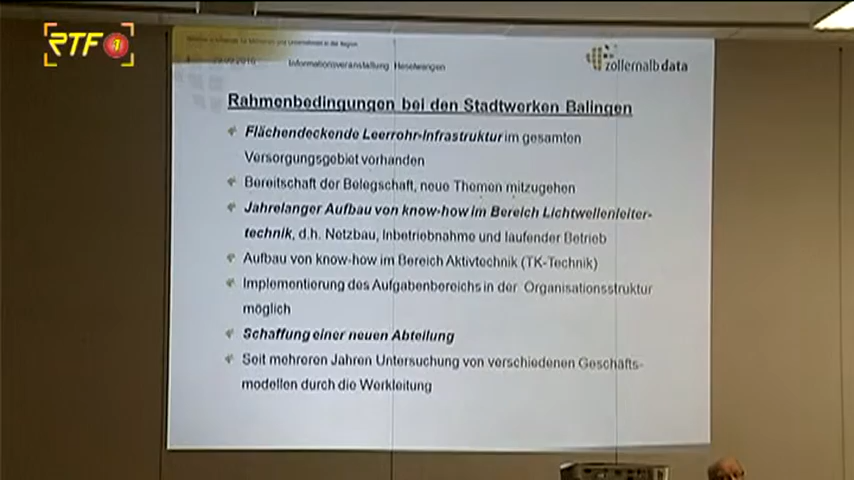 RTF 1
zollernalb data
Informationsveranstaltung Heselwangen
Rahmenbedingungen bei den Stadtwerken Balingen
Flächendeckende Leerrohr-Infrastruktur im gesamten
Versorgungsgebiet vorhanden
Bereitschaft der Belegschaft, neue Themen mitzugehen
Jahrelanger Aufbau von know-how im Bereich Lichtwellenleiter-
technik, d.h. Netzbau, Inbetriebnahme und laufender Betrieb
Aufbau von know-how im Bereich Aktivtechnik (TK-Technik)
Implementierung des Aufgabenbereichs in der Organisationsstruktur
möglich
Schaffung einer neuen Abteilung
Seit mehreren Jahren Untersuchung von verschiedenen Geschäfts-
modellen durch die Werkleitung